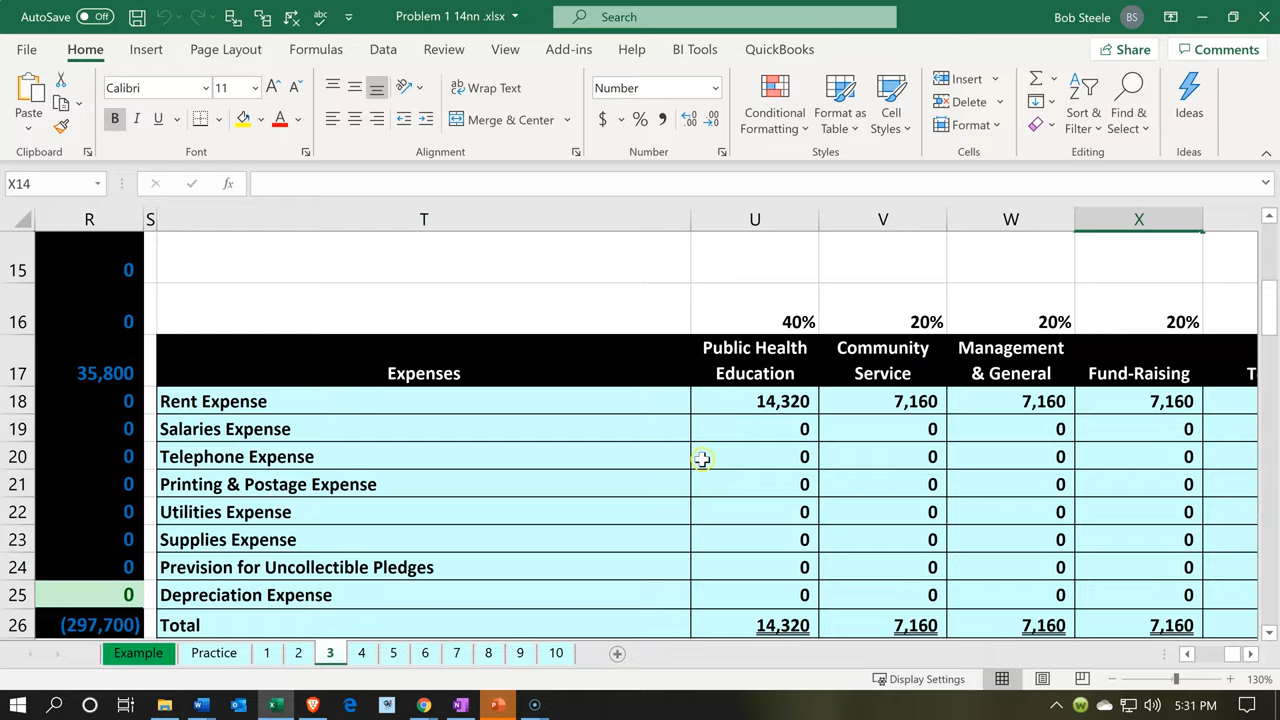 AutoSave Off Problem 1 14nn .xlsx Search Bob Steele BS
File Home Insert Page Layout Formulas Data Review View Add-ins Help BI Tools QuickBooks Share Comments
Paste Calibri 11 Wrap Text Number Conditional Formatting Format as Table Cell Styles Insert Sort & Filter Find & Select Ideas
B I U A Merge & Center $ % Delete
Format
Clipboard Font Alignment Number Styles Cells Editing Ideas
X14 fx
R S T U V W X
15 0
16 0 40% 20% 20% 20%
Public Health Community Management
17 35,800 Expenses Education Service & General Fund-Raising T
18 0 Rent Expense 14,320 7,160 7,160 7,160
19 0 Salaries Expense 0 0 0 0
20 0 Telephone Expense 0 0 0 0
21 0 Printing & Postage Expense 0 0 0 0
22 0 Utilities Expense 0 0 0 0
23 0 Supplies Expense 0 0 0 0
24 0 Prevision for Uncollectible Pledges 0 0 0 0
25 0 Depreciation Expense 0 0 0 0
26 (297,700) Total 14,320 7,160 7,160 7,160
Example Practice 1 2 3 4 5 6 7 8 9 10
Display Settings 130%
5:31 PM